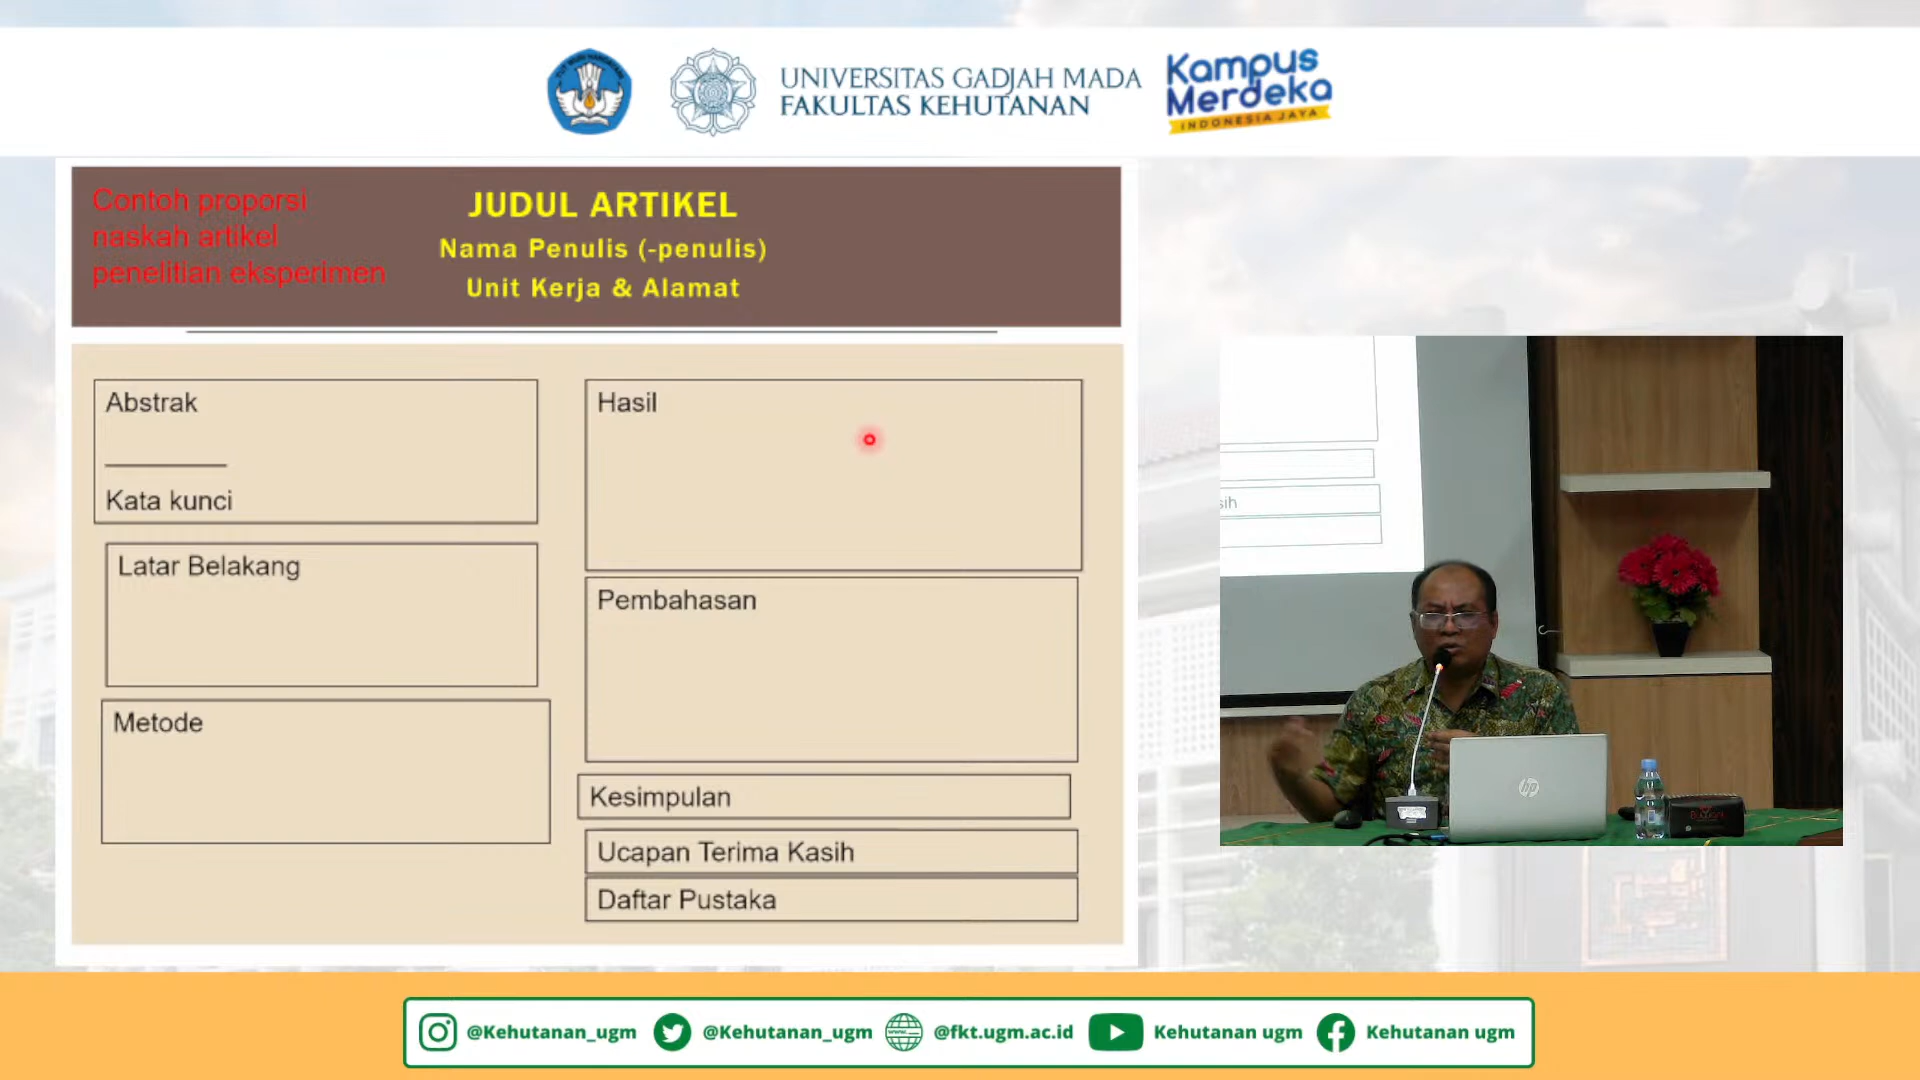 UNIVERSITAS GADJAH MADA
FAKULTAS KEHUTANAN
Kampus
Merdeka
INDONESIA JAYA
Contoh proporsi
naskah artikel
penelitian eksperimen
JUDUL ARTIKEL
Nama Penulis (-penulis)
Unit Kerja & Alamat
Abstrak
Kata kunci
Latar Belakang
Metode
Hasil
Pembahasan
Kesimpulan
Ucapan Terima Kasih
Daftar Pustaka
sih
hp
@Kehutanan_ugm
@Kehutanan_ugm
@fkt.ugm.ac.id
Kehutanan ugm
Kehutanan ugm